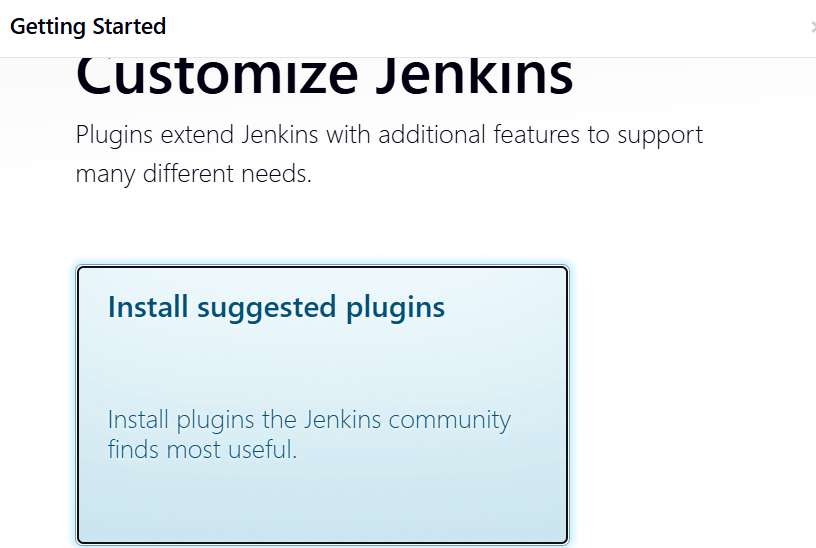 Getting Started
Customize Jenkins
Plugins extend Jenkins with additional features to support
many different needs.
Install suggested plugins
Install plugins the Jenkins community
finds most useful.